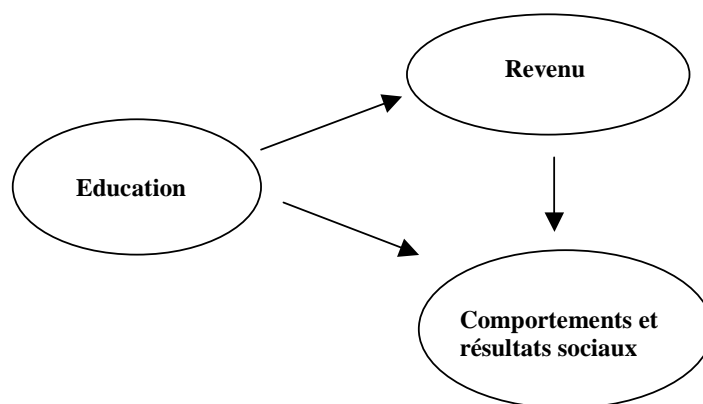 Revenu
Education
Comportements et
résultats sociaux